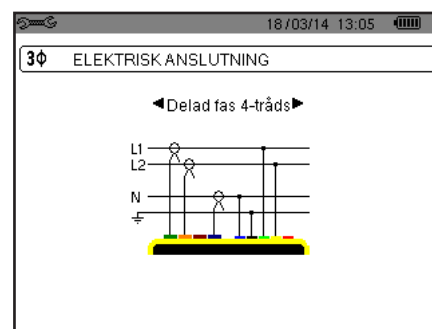 18/03/14 13:05
3Φ ELEKTRISK ANSLUTNING
◄Delad fas 4-tråds►
L1
L2
N